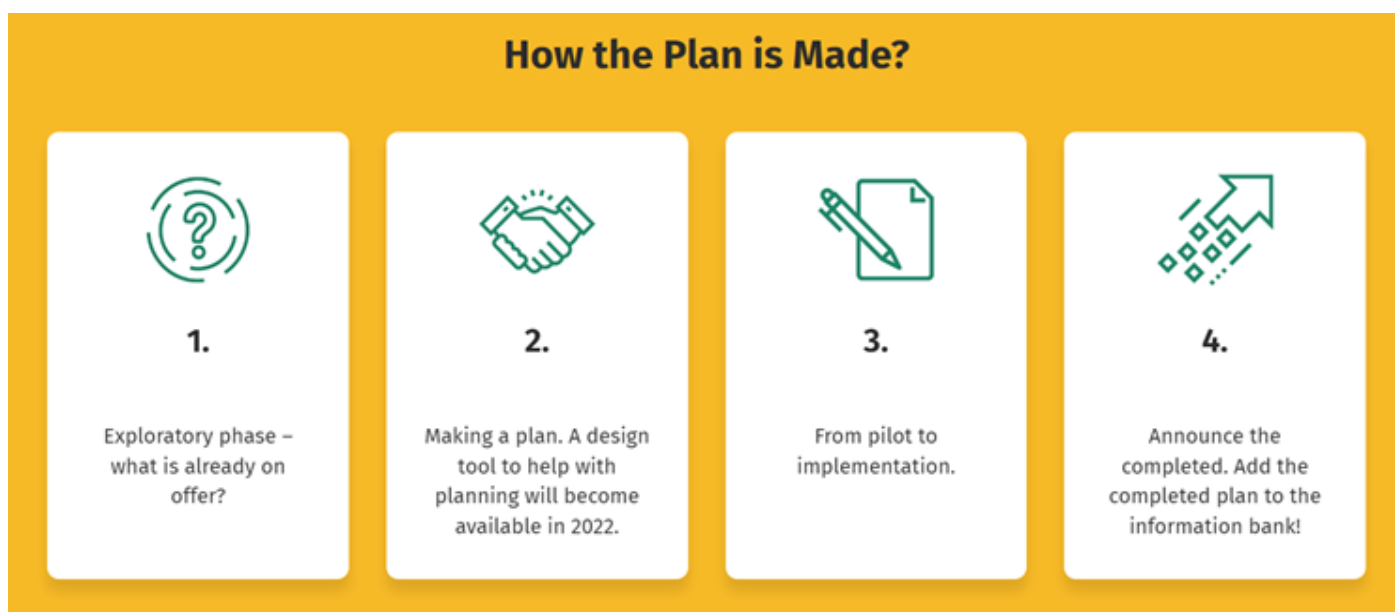 How the Plan is Made?
1.
Exploratory phase –
what is already on
offer?
2.
Making a plan. A design
tool to help with
planning will become
available in 2022.
3.
From pilot to
implementation.
4.
Announce the
completed. Add the
completed plan to the
information bank!